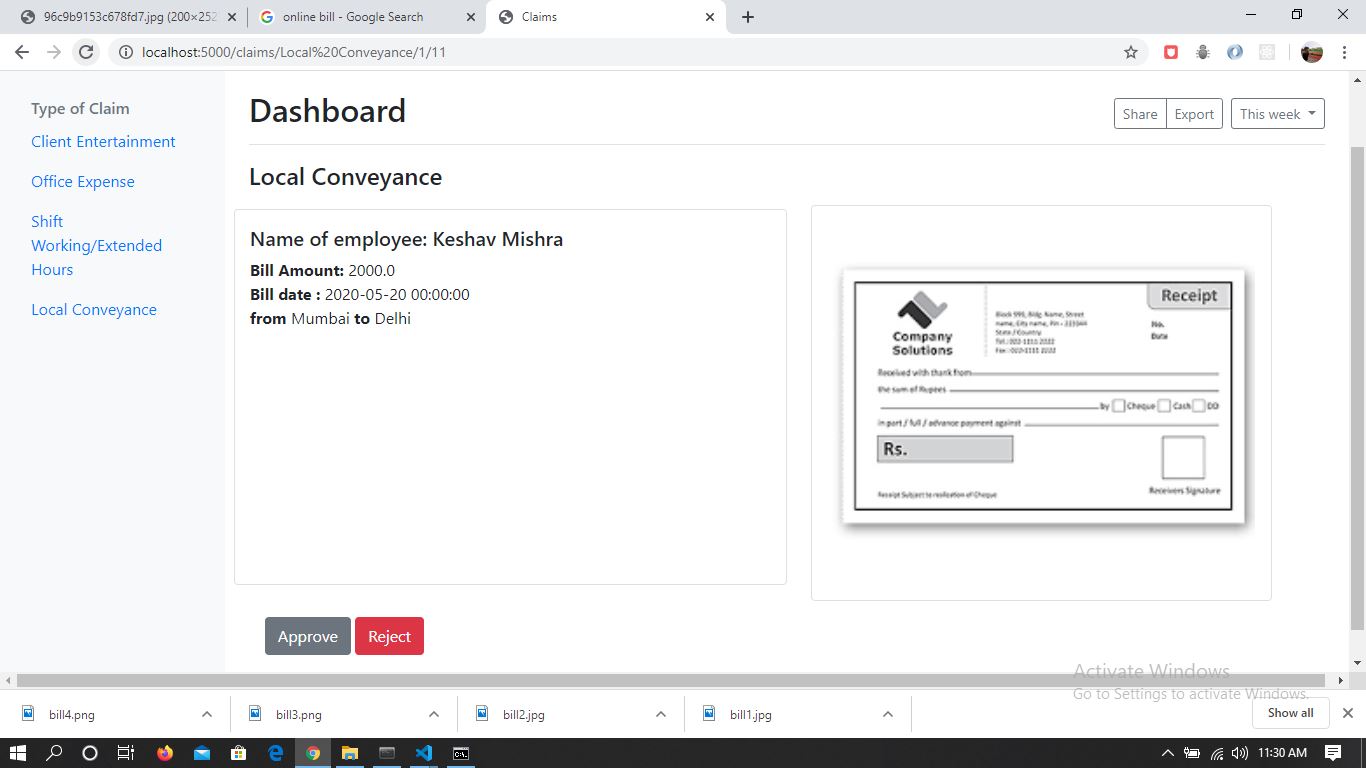 96c9b9153c678fd7.jpg (200×252
online bill - Google Search
Claims
localhost:5000/claims/Local%20Conveyance/1/11
Type of Claim
Client Entertainment
Office Expense
Shift
Working/Extended
Hours
Local Conveyance
Dashboard
Share
Export
This week
Local Conveyance
Name of employee: Keshav Mishra
Bill Amount: 2000.0
Bill date : 2020-05-20 00:00:00
from Mumbai to Delhi
Company
Solutions
Block 999, Bldg. Name, Street
name, City name, Pin -
State / Country
Tel.: 022-1111 2222
Fax : 022-1111 2222
Receipt
No.
Date
Received with thank from
the sum of Rupees
by Cheque Cash DD
in part / full / advance payment against
Rs.
Receipt Subject to realisation of Cheque
Receivers Signature
Approve
Reject
Activate Windows
Go to Settings to activate Windows.
bill4.png
bill3.png
bill2.jpg
bill1.jpg
Show all
11:30 AM